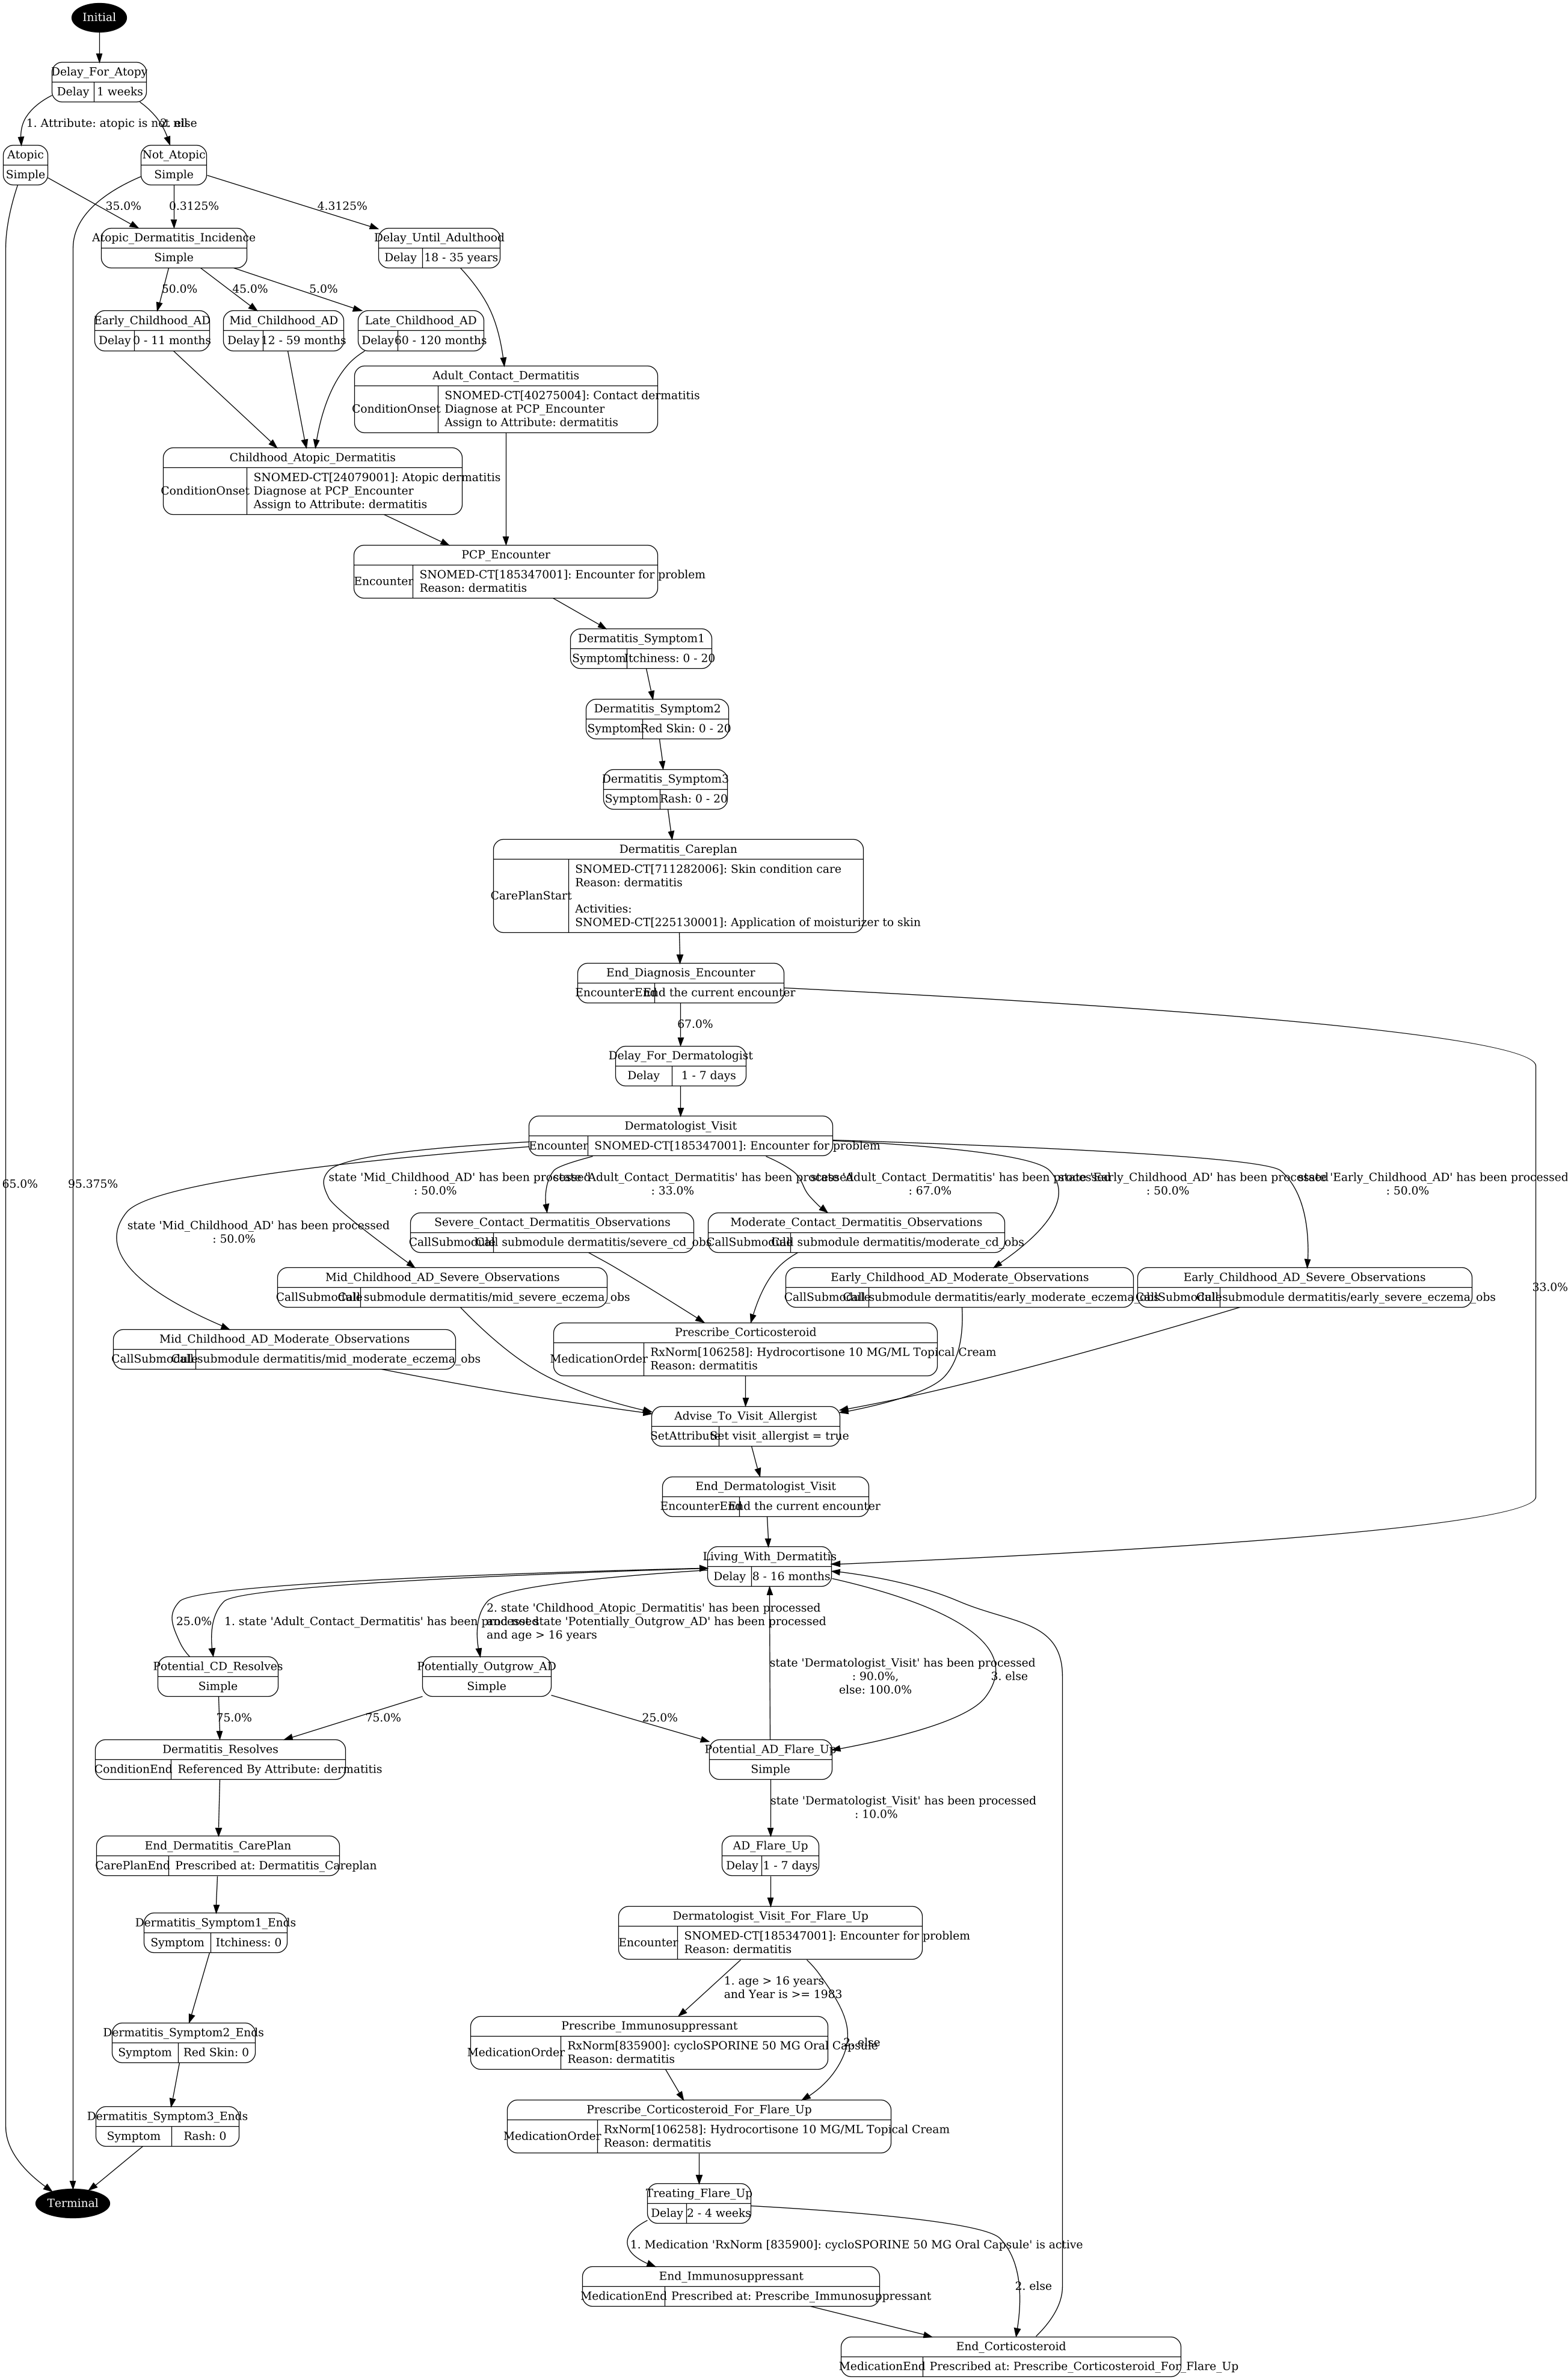 Initial
Delay_For_Atopy
Delay 1 weeks
1. Attribute: atopic is not nil
2. else
Atopic
Simple
Not_Atopic
Simple
35.0%
0.3125%
4.3125%
Atopic_Dermatitis_Incidence
Simple
Delay_Until_Adulthood
Delay 18 - 35 years
50.0%
45.0%
5.0%
Early_Childhood_AD
Delay 0 - 11 months
Mid_Childhood_AD
Delay 12 - 59 months
Late_Childhood_AD
Delay 60 - 120 months
Adult_Contact_Dermatitis
ConditionOnset
SNOMED-CT[40275004]: Contact dermatitis
Diagnose at PCP_Encounter
Assign to Attribute: dermatitis
Childhood_Atopic_Dermatitis
ConditionOnset
SNOMED-CT[24079001]: Atopic dermatitis
Diagnose at PCP_Encounter
Assign to Attribute: dermatitis
PCP_Encounter
Encounter
SNOMED-CT[185347001]: Encounter for problem
Reason: dermatitis
Dermatitis_Symptom1
Symptom Itchiness: 0 - 20
Dermatitis_Symptom2
Symptom Red Skin: 0 - 20
Dermatitis_Symptom3
Symptom Rash: 0 - 20
Dermatitis_Careplan
CarePlanStart
SNOMED-CT[711282006]: Skin condition care
Reason: dermatitis
Activities:
SNOMED-CT[225130001]: Application of moisturizer to skin
End_Diagnosis_Encounter
EncounterEnd End the current encounter
67.0%
Delay_For_Dermatologist
Delay 1 - 7 days
Dermatologist_Visit
Encounter SNOMED-CT[185347001]: Encounter for problem
65.0%
95.375%
state 'Mid_Childhood_AD' has been processed
: 50.0%
state 'Adult_Contact_Dermatitis' has been processed
: 33.0%
state 'Adult_Contact_Dermatitis' has been processed
: 67.0%
state 'Early_Childhood_AD' has been processed
: 50.0%
state 'Early_Childhood_AD' has been processed
: 50.0%
state 'Mid_Childhood_AD' has been processed
: 50.0%
Severe_Contact_Dermatitis_Observations
CallSubmodule Call submodule dermatitis/severe_cd_obs
Moderate_Contact_Dermatitis_Observations
CallSubmodule Call submodule dermatitis/moderate_cd_obs
Mid_Childhood_AD_Severe_Observations
CallSubmodule Call submodule dermatitis/mid_severe_eczema_obs
Early_Childhood_AD_Moderate_Observations
CallSubmodule Call submodule dermatitis/early_moderate_eczema_obs
Early_Childhood_AD_Severe_Observations
CallSubmodule Call submodule dermatitis/early_severe_eczema_obs
33.0%
Mid_Childhood_AD_Moderate_Observations
CallSubmodule Call submodule dermatitis/mid_moderate_eczema_obs
Prescribe_Corticosteroid
MedicationOrder
RxNorm[106258]: Hydrocortisone 10 MG/ML Topical Cream
Reason: dermatitis
Advise_To_Visit_Allergist
SetAttribute Set visit_allergist = true
End_Dermatologist_Visit
EncounterEnd End the current encounter
Living_With_Dermatitis
Delay 8 - 16 months
25.0%
1. state 'Adult_Contact_Dermatitis' has been processed
2. state 'Childhood_Atopic_Dermatitis' has been processed
and not state 'Potentially_Outgrow_AD' has been processed
and age > 16 years
Potential_CD_Resolves
Simple
Potentially_Outgrow_AD
Simple
state 'Dermatologist_Visit' has been processed
: 90.0%,
else: 100.0%
3. else
75.0%
75.0%
25.0%
Dermatitis_Resolves
ConditionEnd Referenced By Attribute: dermatitis
Potential_AD_Flare_Up
Simple
state 'Dermatologist_Visit' has been processed
: 10.0%
End_Dermatitis_CarePlan
CarePlanEnd Prescribed at: Dermatitis_Careplan
AD_Flare_Up
Delay 1 - 7 days
Dermatitis_Symptom1_Ends
Symptom Itchiness: 0
Dermatologist_Visit_For_Flare_Up
Encounter
SNOMED-CT[185347001]: Encounter for problem
Reason: dermatitis
1. age > 16 years
and Year is >= 1983
2. else
Dermatitis_Symptom2_Ends
Symptom Red Skin: 0
Prescribe_Immunosuppressant
MedicationOrder
RxNorm[835900]: cycloSPORINE 50 MG Oral Capsule
Reason: dermatitis
Dermatitis_Symptom3_Ends
Symptom Rash: 0
Prescribe_Corticosteroid_For_Flare_Up
MedicationOrder
RxNorm[106258]: Hydrocortisone 10 MG/ML Topical Cream
Reason: dermatitis
Terminal
Treating_Flare_Up
Delay 2 - 4 weeks
1. Medication 'RxNorm [835900]: cycloSPORINE 50 MG Oral Capsule' is active
2. else
End_Immunosuppressant
MedicationEnd Prescribed at: Prescribe_Immunosuppressant
End_Corticosteroid
MedicationEnd Prescribed at: Prescribe_Corticosteroid_For_Flare_Up